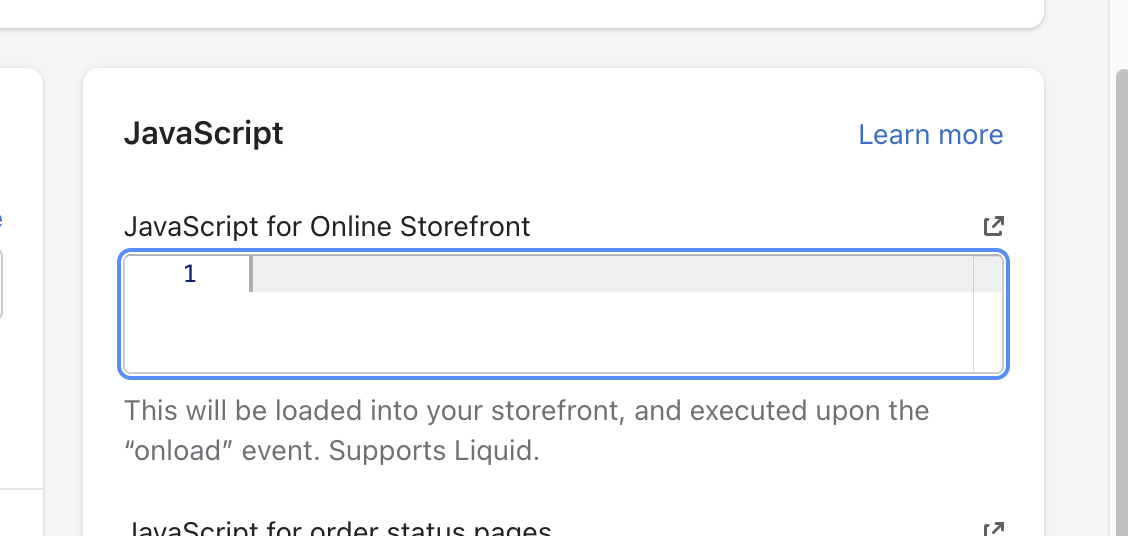 JavaScript
Learn more
JavaScript for Online Storefront
1
This will be loaded into your storefront, and executed upon the
“onload” event. Supports Liquid.
JavaScript for order status pages